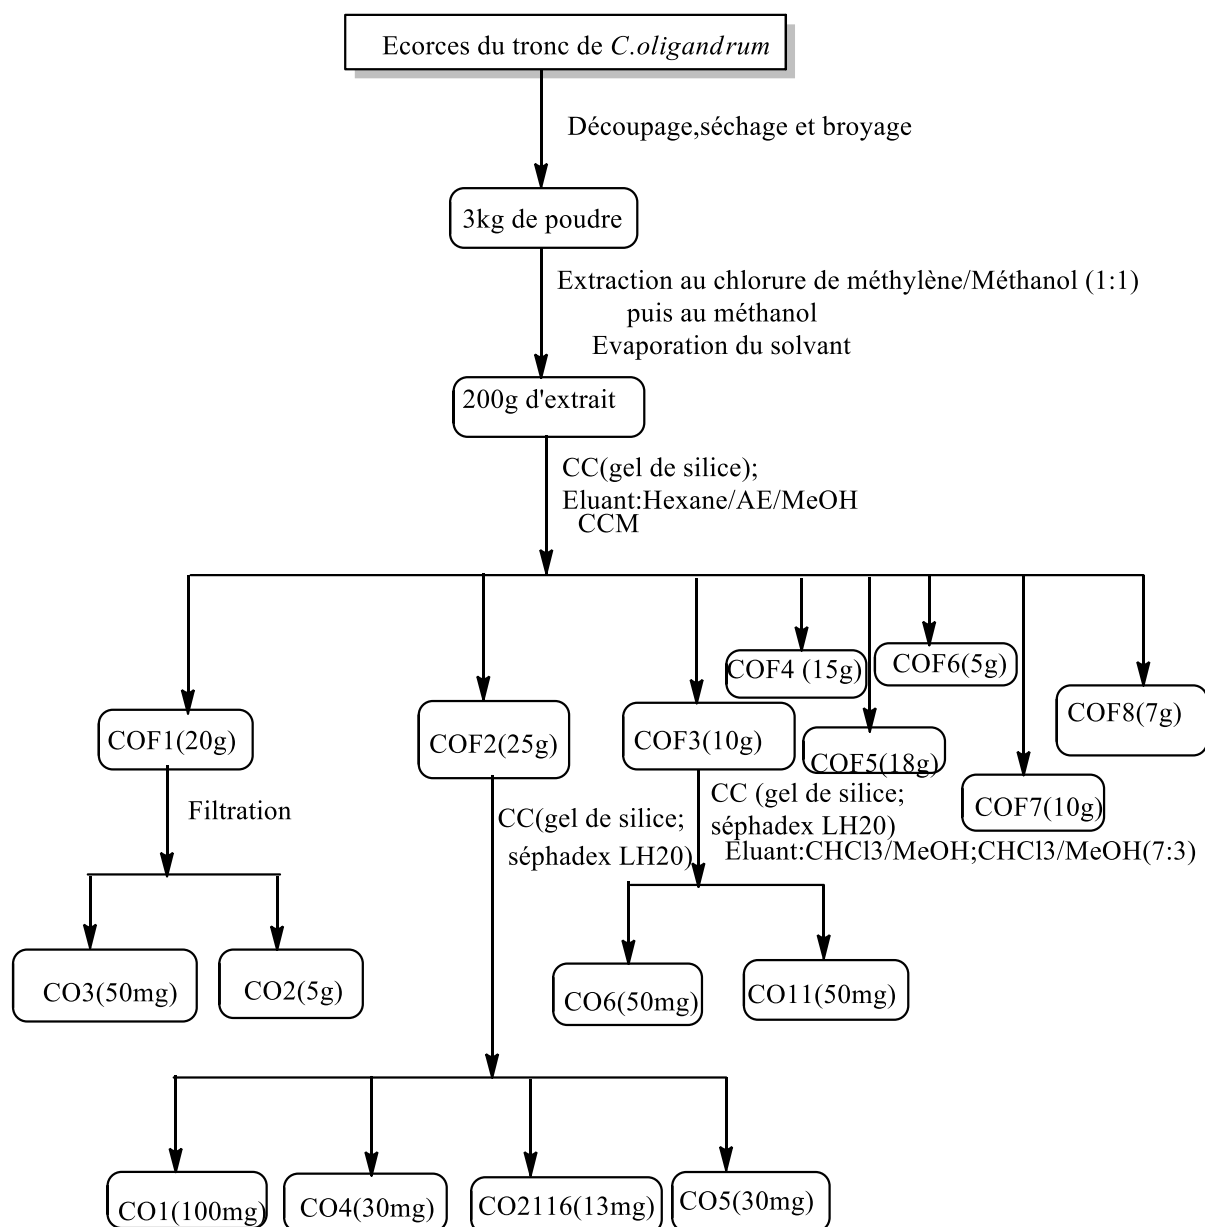 Ecorces du tronc de C.oligandrum
Découpage,séchage et broyage
3kg de poudre
Extraction au chlorure de méthylène/Méthanol (1:1)
puis au méthanol
Evaporation du solvant
200g d'extrait
CC(gel de silice);
Eluant:Hexane/AE/MeOH
CCM
COF1(20g)
COF2(25g)
COF3(10g)
COF4 (15g)
COF5(18g)
COF6(5g)
COF7(10g)
COF8(7g)
Filtration
CC(gel de silice;
séphadex LH20)
CC (gel de silice;
séphadex LH20)
Eluant:CHCl3/MeOH;CHCl3/MeOH(7:3)
CO3(50mg)
CO2(5g)
CO6(50mg)
CO11(50mg)
CO1(100mg)
CO4(30mg)
CO2116(13mg)
CO5(30mg)